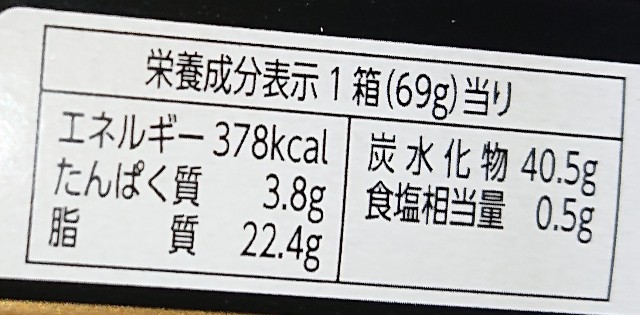 栄養成分表示 1 箱 (69g) 当り
エネルギー 378kcal
たんぱく質 3.8g
脂質 22.4g
炭水化物 40.5g
食塩相当量 0.5g